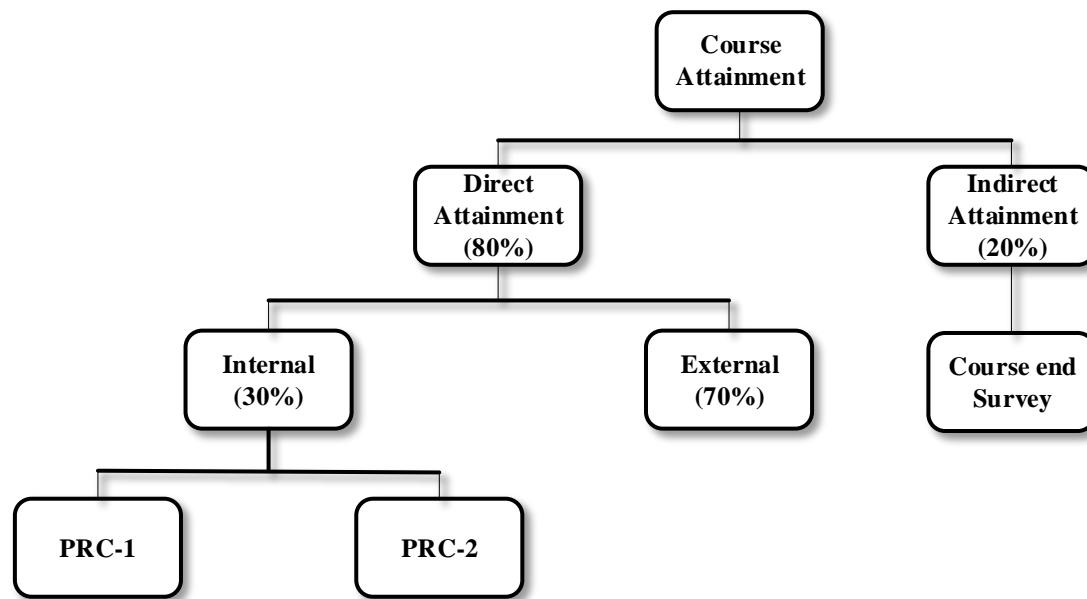 Course
Attainment
Direct
Attainment
(80%)
Indirect
Attainment
(20%)
Internal
(30%)
External
(70%)
Course end
Survey
PRC-1
PRC-2